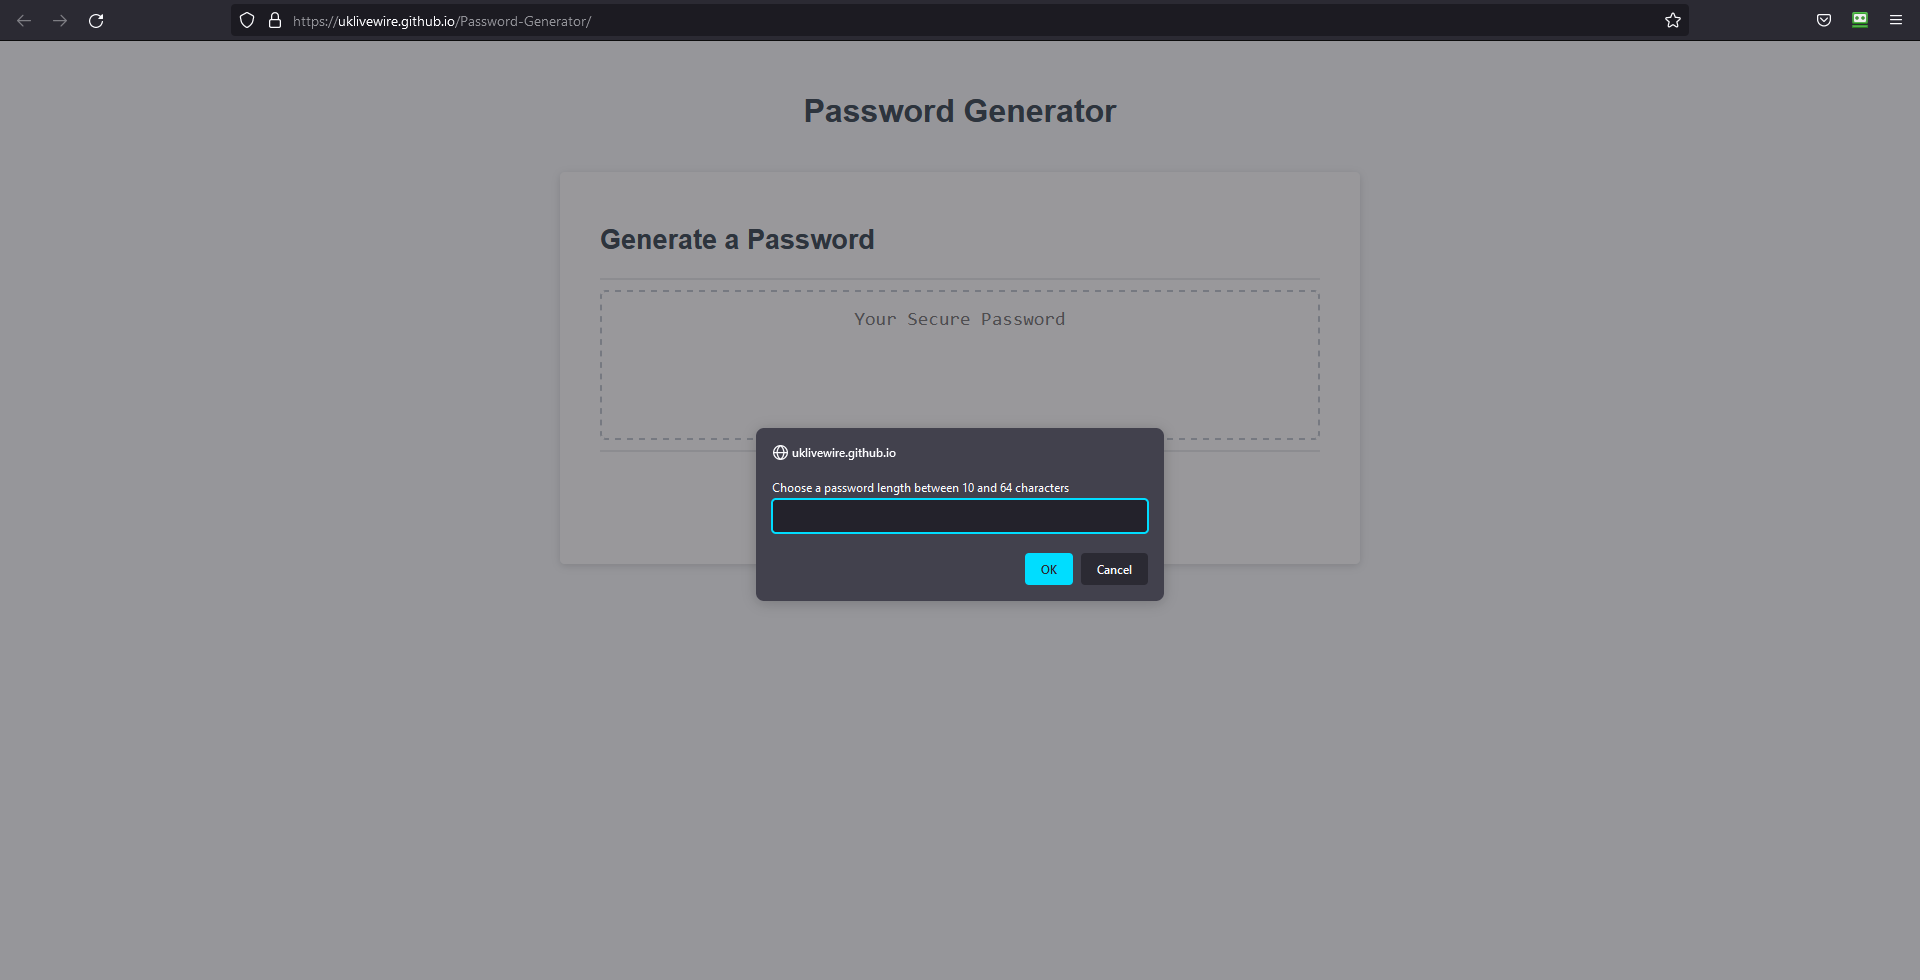 https://uklivewire.github.io/Password-Generator/
Password Generator
Generate a Password
Your Secure Password
uklivewire.github.io
Choose a password length between 10 and 64 characters
OK Cancel